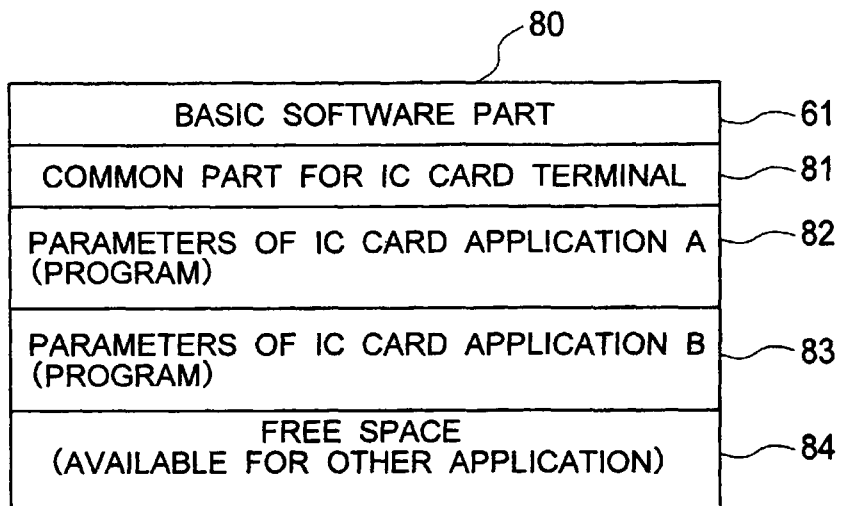 80
BASIC SOFTWARE PART 61
COMMON PART FOR IC CARD TERMINAL 81
PARAMETERS OF IC CARD APPLICATION A 82
(PROGRAM)
PARAMETERS OF IC CARD APPLICATION B 83
(PROGRAM)
FREE SPACE
(AVAILABLE FOR OTHER APPLICATION) 84